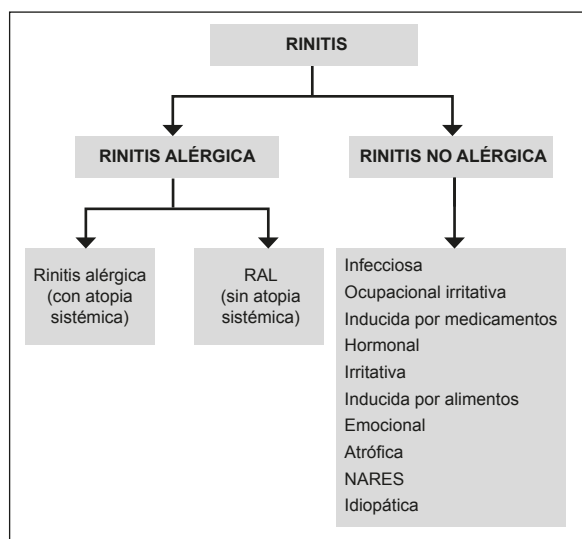 RINITIS
RINITIS ALÉRGICA
RINITIS NO ALÉRGICA
Rinitis alérgica
(con atopia
sistémica)
RAL
(sin atopia
sistémica)
Infecciosa
Ocupacional irritativa
Inducida por medicamentos
Hormonal
Irritativa
Inducida por alimentos
Emocional
Atrófica
NARES
Idiopática